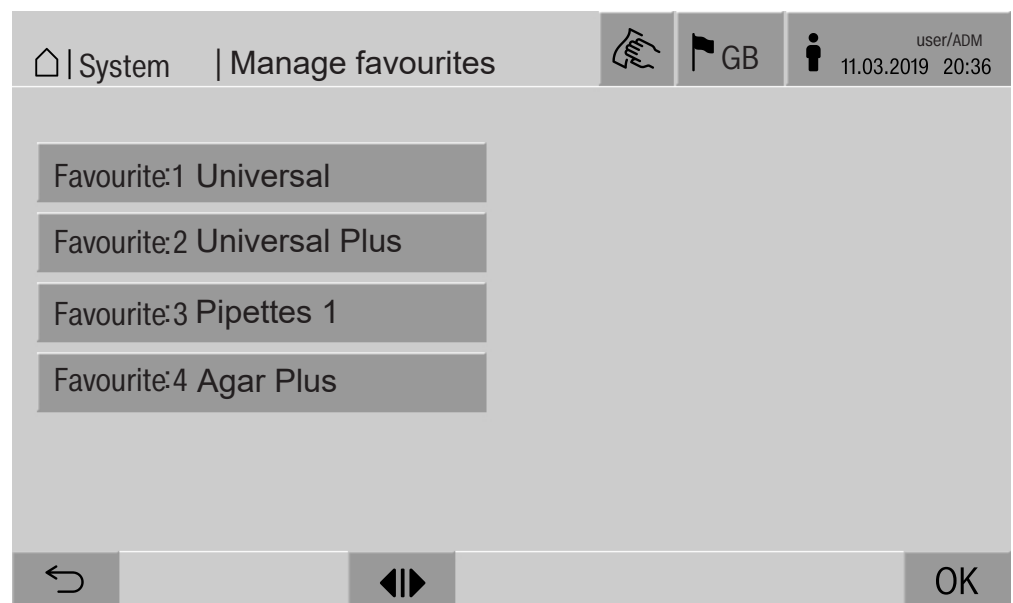 | System | Manage favourites
GB
user/ADM
11.03.2019 20:36
Favourite:1 Universal
Favourite:2 Universal Plus
Favourite:3 Pipettes 1
Favourite:4 Agar Plus
OK